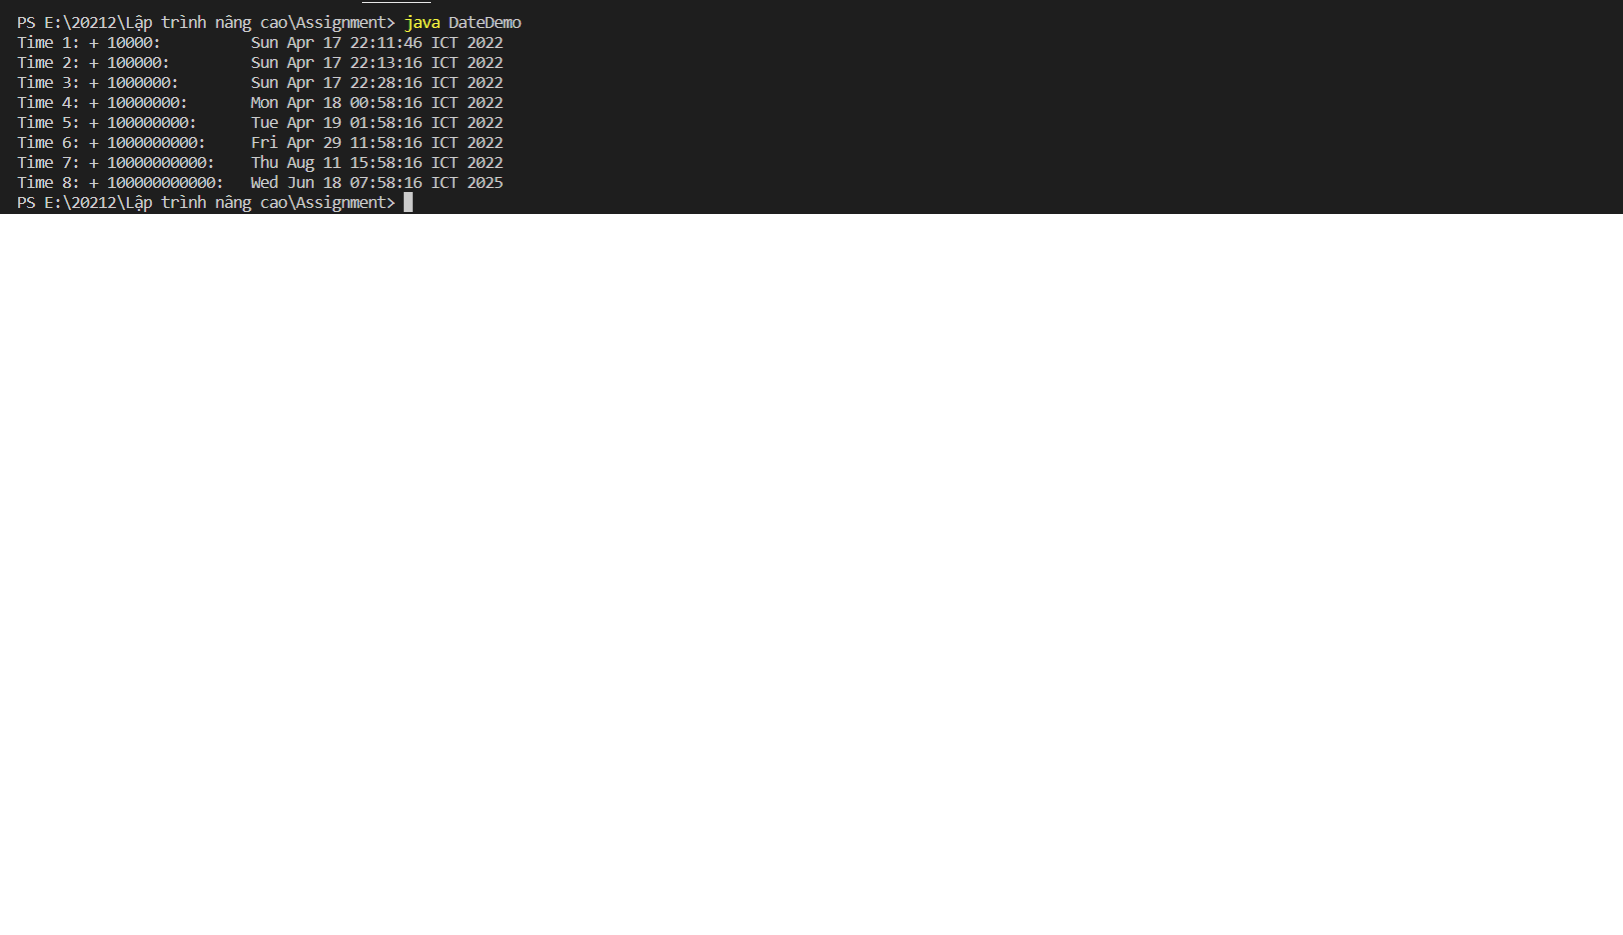 PS E:\20212\Lập trình nâng cao\Assignment> java DateDemo
Time 1: + 10000: Sun Apr 17 22:11:46 ICT 2022
Time 2: + 100000: Sun Apr 17 22:13:16 ICT 2022
Time 3: + 1000000: Sun Apr 17 22:28:16 ICT 2022
Time 4: + 10000000: Mon Apr 18 00:58:16 ICT 2022
Time 5: + 100000000: Tue Apr 19 01:58:16 ICT 2022
Time 6: + 1000000000: Fri Apr 29 11:58:16 ICT 2022
Time 7: + 10000000000: Thu Aug 11 15:58:16 ICT 2022
Time 8: + 100000000000: Wed Jun 18 07:58:16 ICT 2025
PS E:\20212\Lập trình nâng cao\Assignment>